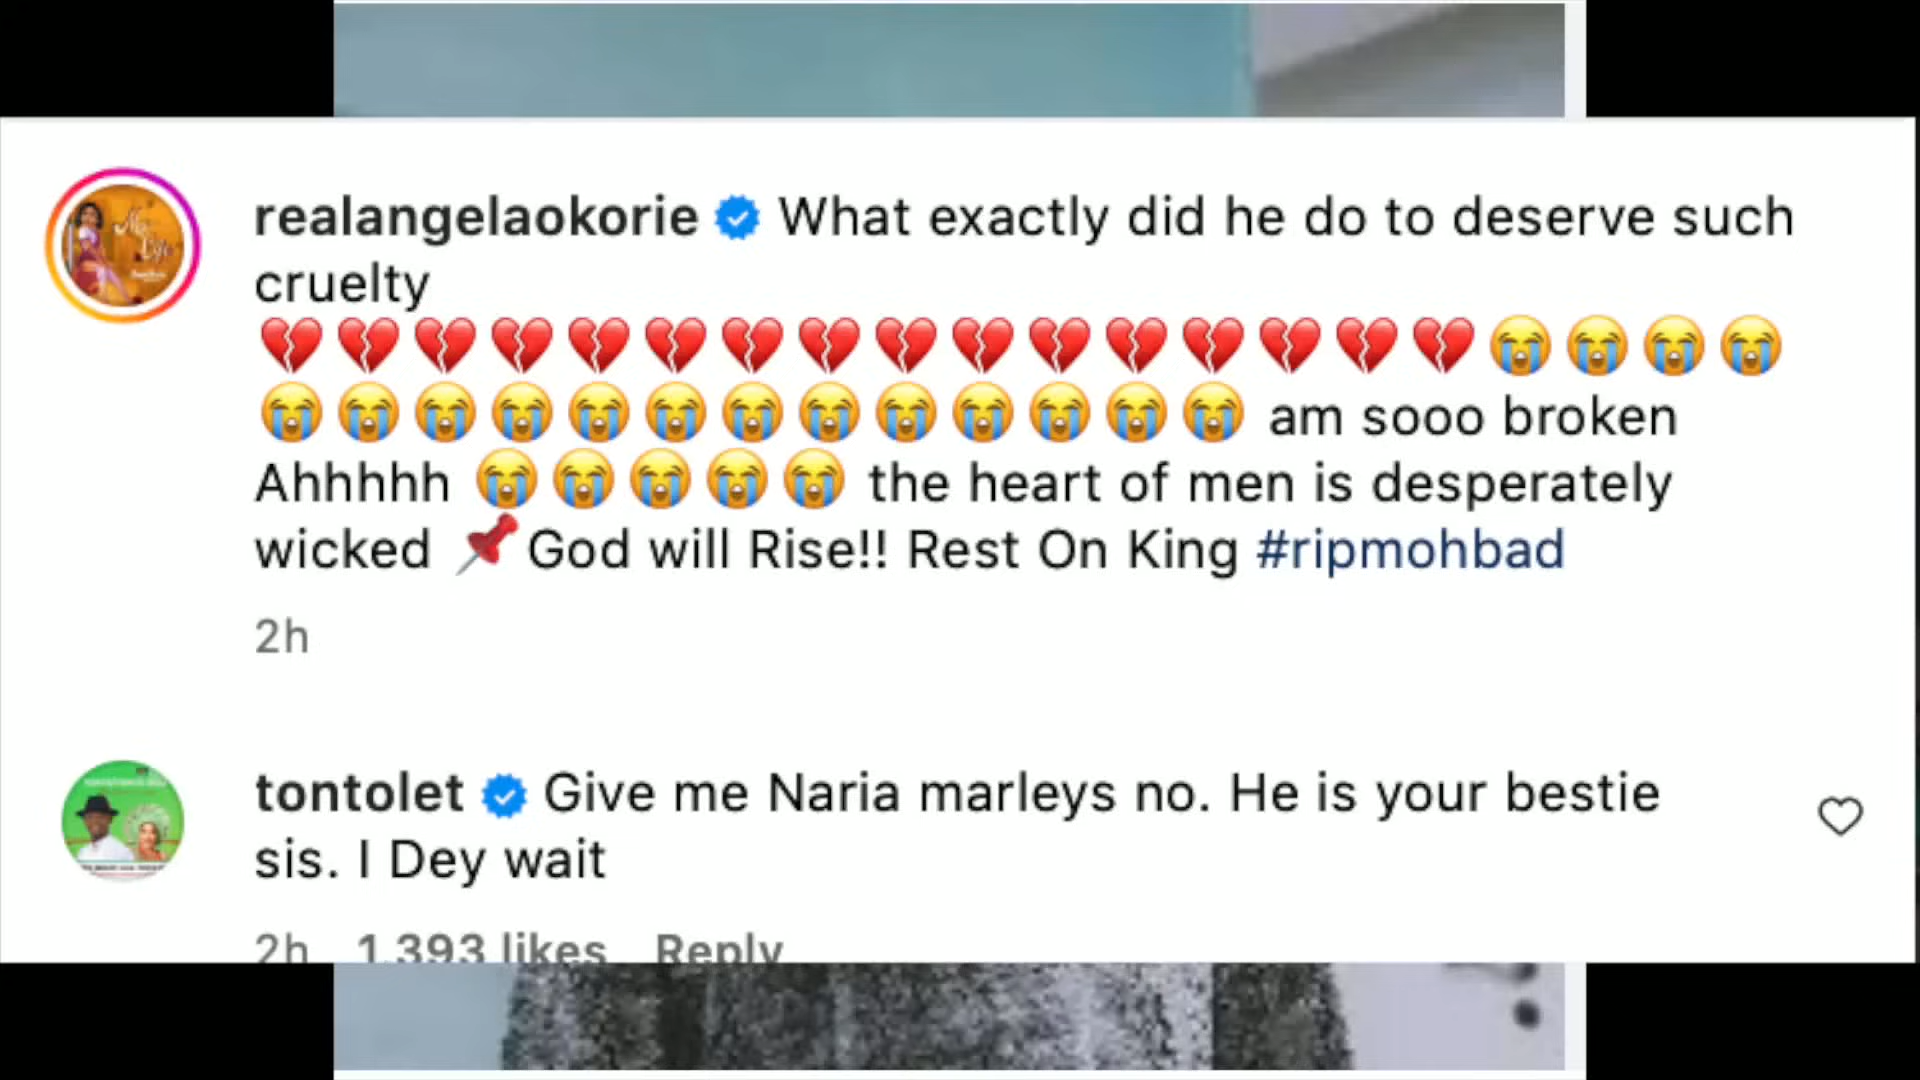 realangelaokorie What exactly did he do to deserve such
cruelty
💔💔💔💔💔💔💔💔💔💔💔💔💔💔💔💔😭😭😭😭
😭😭😭😭😭😭😭😭😭😭😭😭😭 am sooo broken
Ahhhhh 😭😭😭😭😭 the heart of men is desperately
wicked 📌God will Rise!! Rest On King #ripmohbad
2h
tontolet Give me Naria marleys no. He is your bestie
sis. I Dey wait
2h 1,393 likes Reply